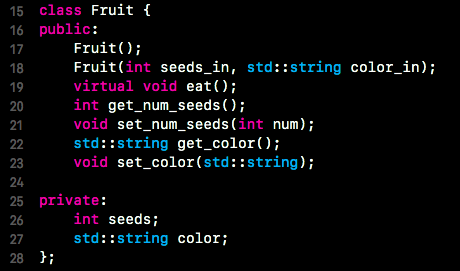 15 class Fruit {
16 public:
17     Fruit();
18     Fruit(int seeds_in, std::string color_in);
19     virtual void eat();
20     int get_num_seeds();
21     void set_num_seeds(int num);
22     std::string get_color();
23     void set_color(std::string);
24
25 private:
26     int seeds;
27     std::string color;
28 };